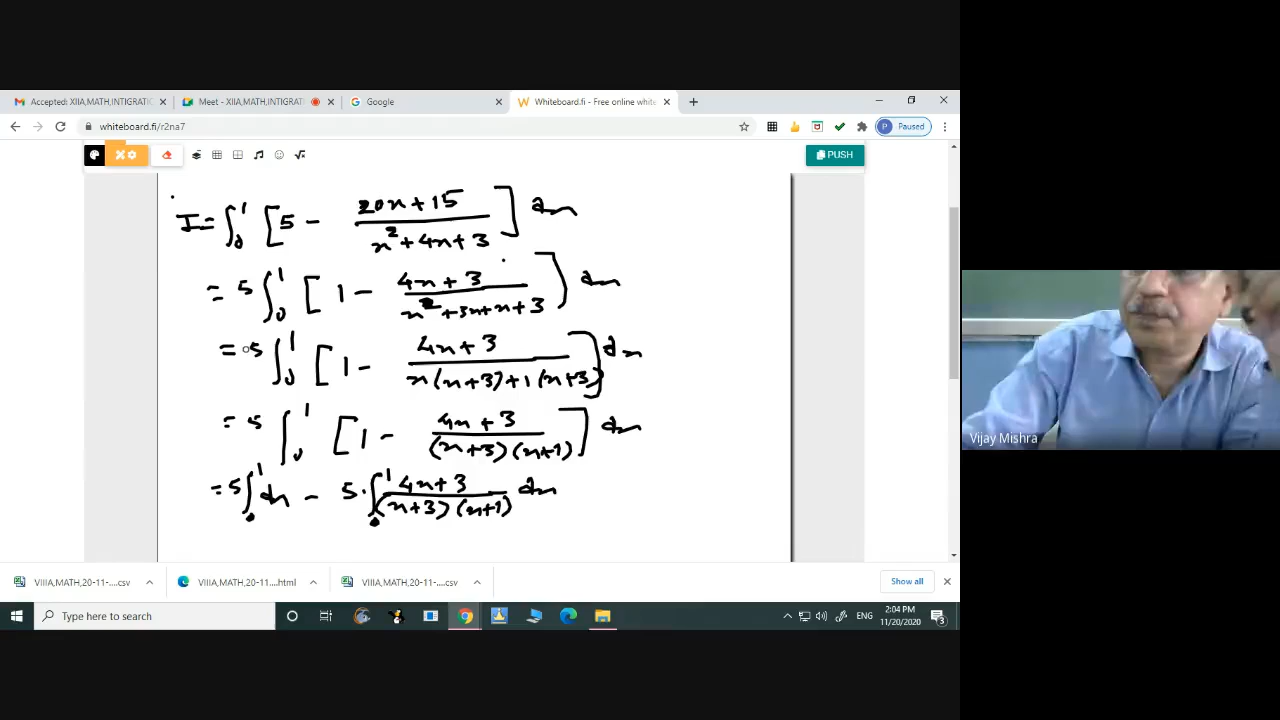 Accepted: XIIA,MATH,INTIGRATI
Meet - XIIA,MATH,INTIGRATI
Google
Whiteboard.fi - Free online white
whiteboard.fi/r2na7
P Paused
PUSH
I = ∫₀¹ [5 - (20x + 15)/(x² + 4x + 3)] dx
= 5 ∫₀¹ [1 - (4x + 3)/(x² + 3x + x + 3)] dx
= 5 ∫₀¹ [1 - (4x + 3)/(x(x+3) + 1(x+3))] dx
= 5 ∫₀¹ [1 - (4x + 3)/((x+3)(x+1))] dx
= 5 ∫₀¹ dx - 5 · ∫₀¹ (4x + 3)/((x+3)(x+1)) dx
Vijay Mishra
VIIIA,MATH,20-11-....csv
VIIIA,MATH,20-11....html
VIIIA,MATH,20-11-....csv
Show all
Type here to search
ENG
2:04 PM
11/20/2020
3